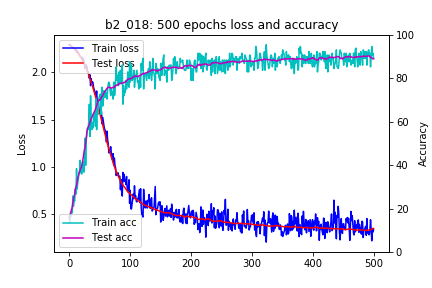 b2_018: 500 epochs loss and accuracy
Train loss
Test loss
Train acc
Test acc
Loss
Accuracy
2.0
1.5
1.0
0.5
100
80
60
40
20
0
0
100
200
300
400
500